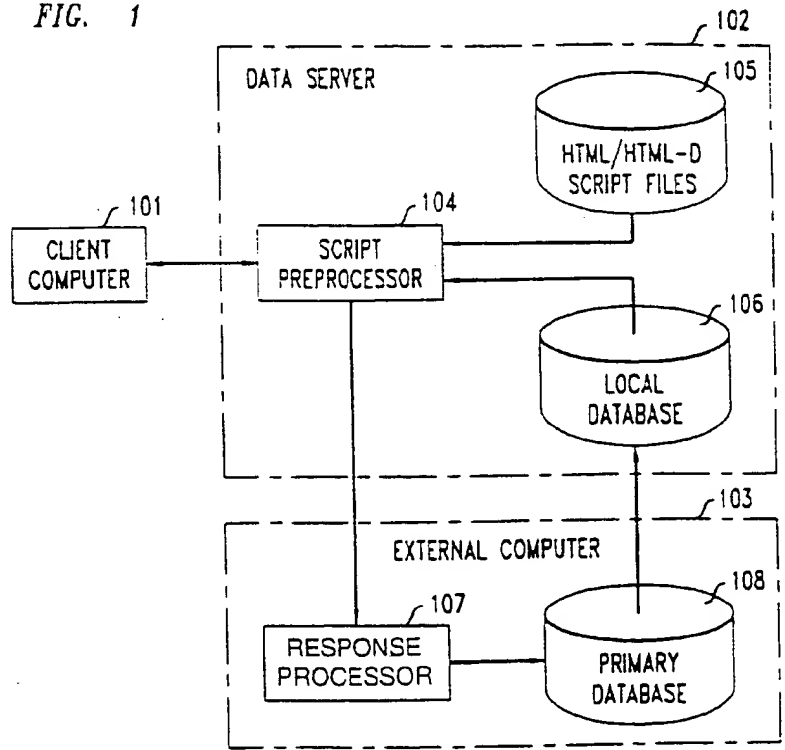 FIG. 1
102
DATA SERVER
105
HTML/HTML-D
SCRIPT FILES
101
CLIENT
COMPUTER
104
SCRIPT
PREPROCESSOR
106
LOCAL
DATABASE
103
EXTERNAL COMPUTER
107
RESPONSE
PROCESSOR
108
PRIMARY
DATABASE